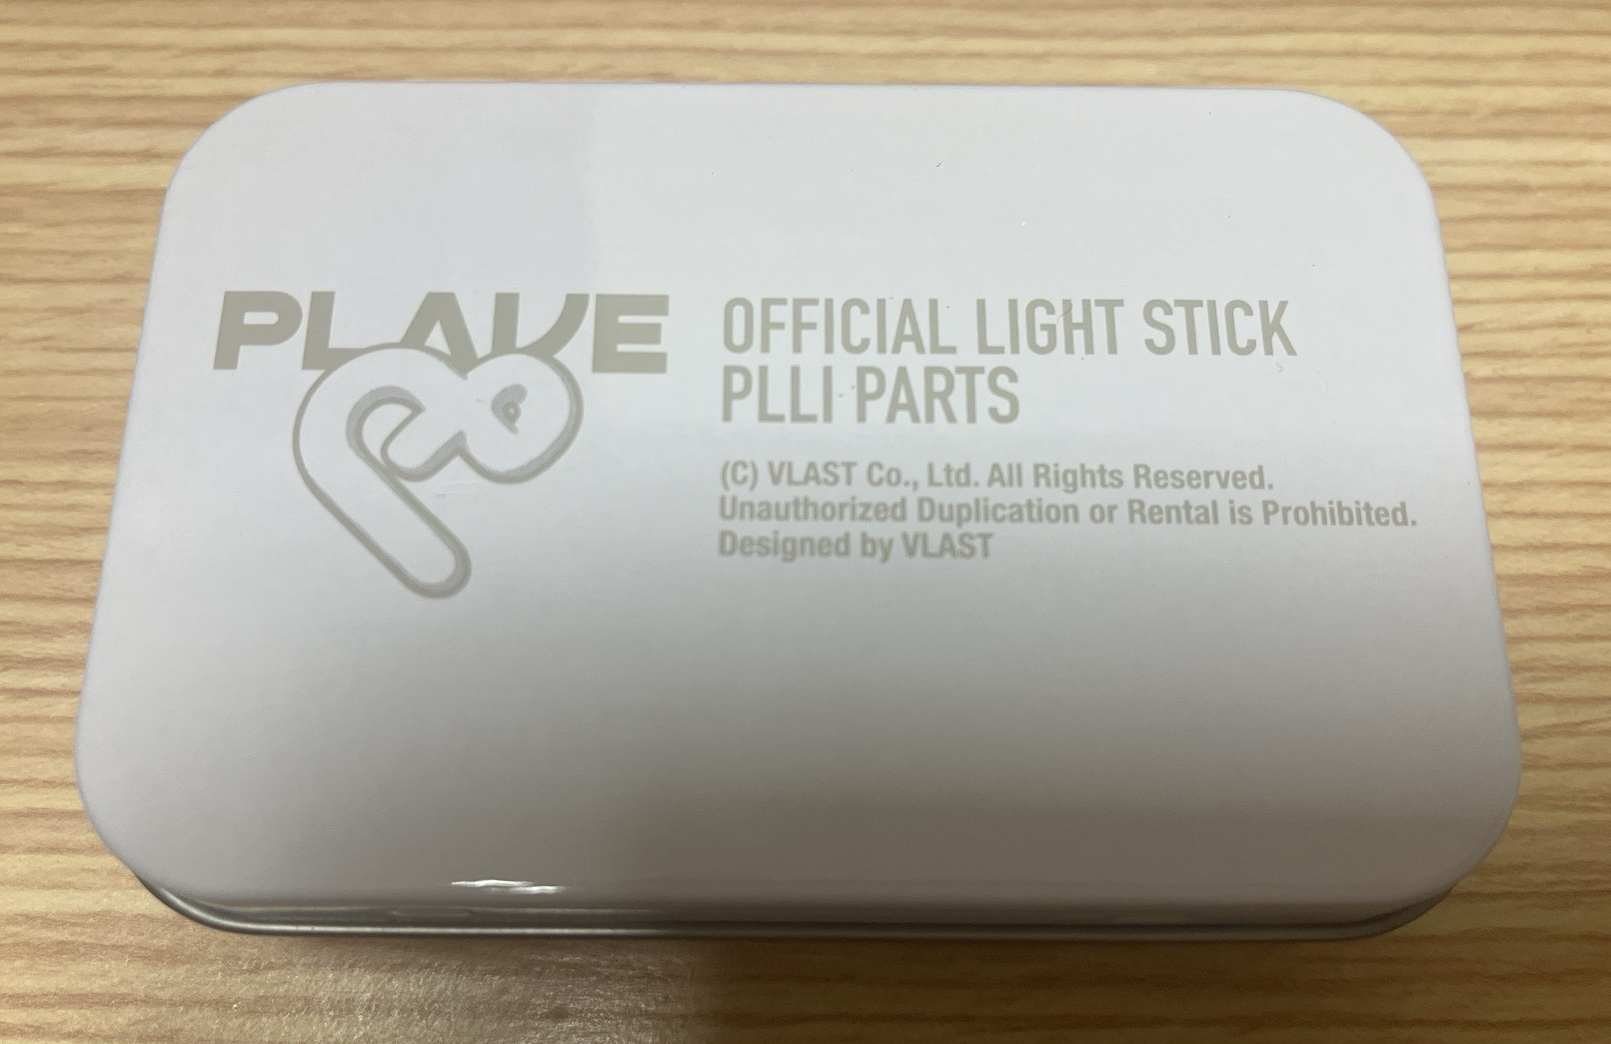 PLAVE
OFFICIAL LIGHT STICK
PLLI PARTS
(C) VLAST Co., Ltd. All Rights Reserved.
Unauthorized Duplication or Rental is Prohibited.
Designed by VLAST